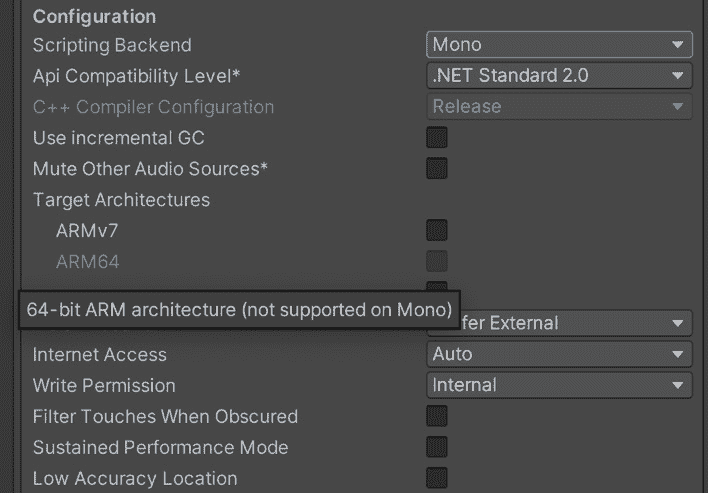 Configuration
Scripting Backend Mono
Api Compatibility Level* .NET Standard 2.0
C++ Compiler Configuration Release
Use incremental GC
Mute Other Audio Sources*
Target Architectures
ARMv7
ARM64
64-bit ARM architecture (not supported on Mono)
fer External
Internet Access Auto
Write Permission Internal
Filter Touches When Obscured
Sustained Performance Mode
Low Accuracy Location